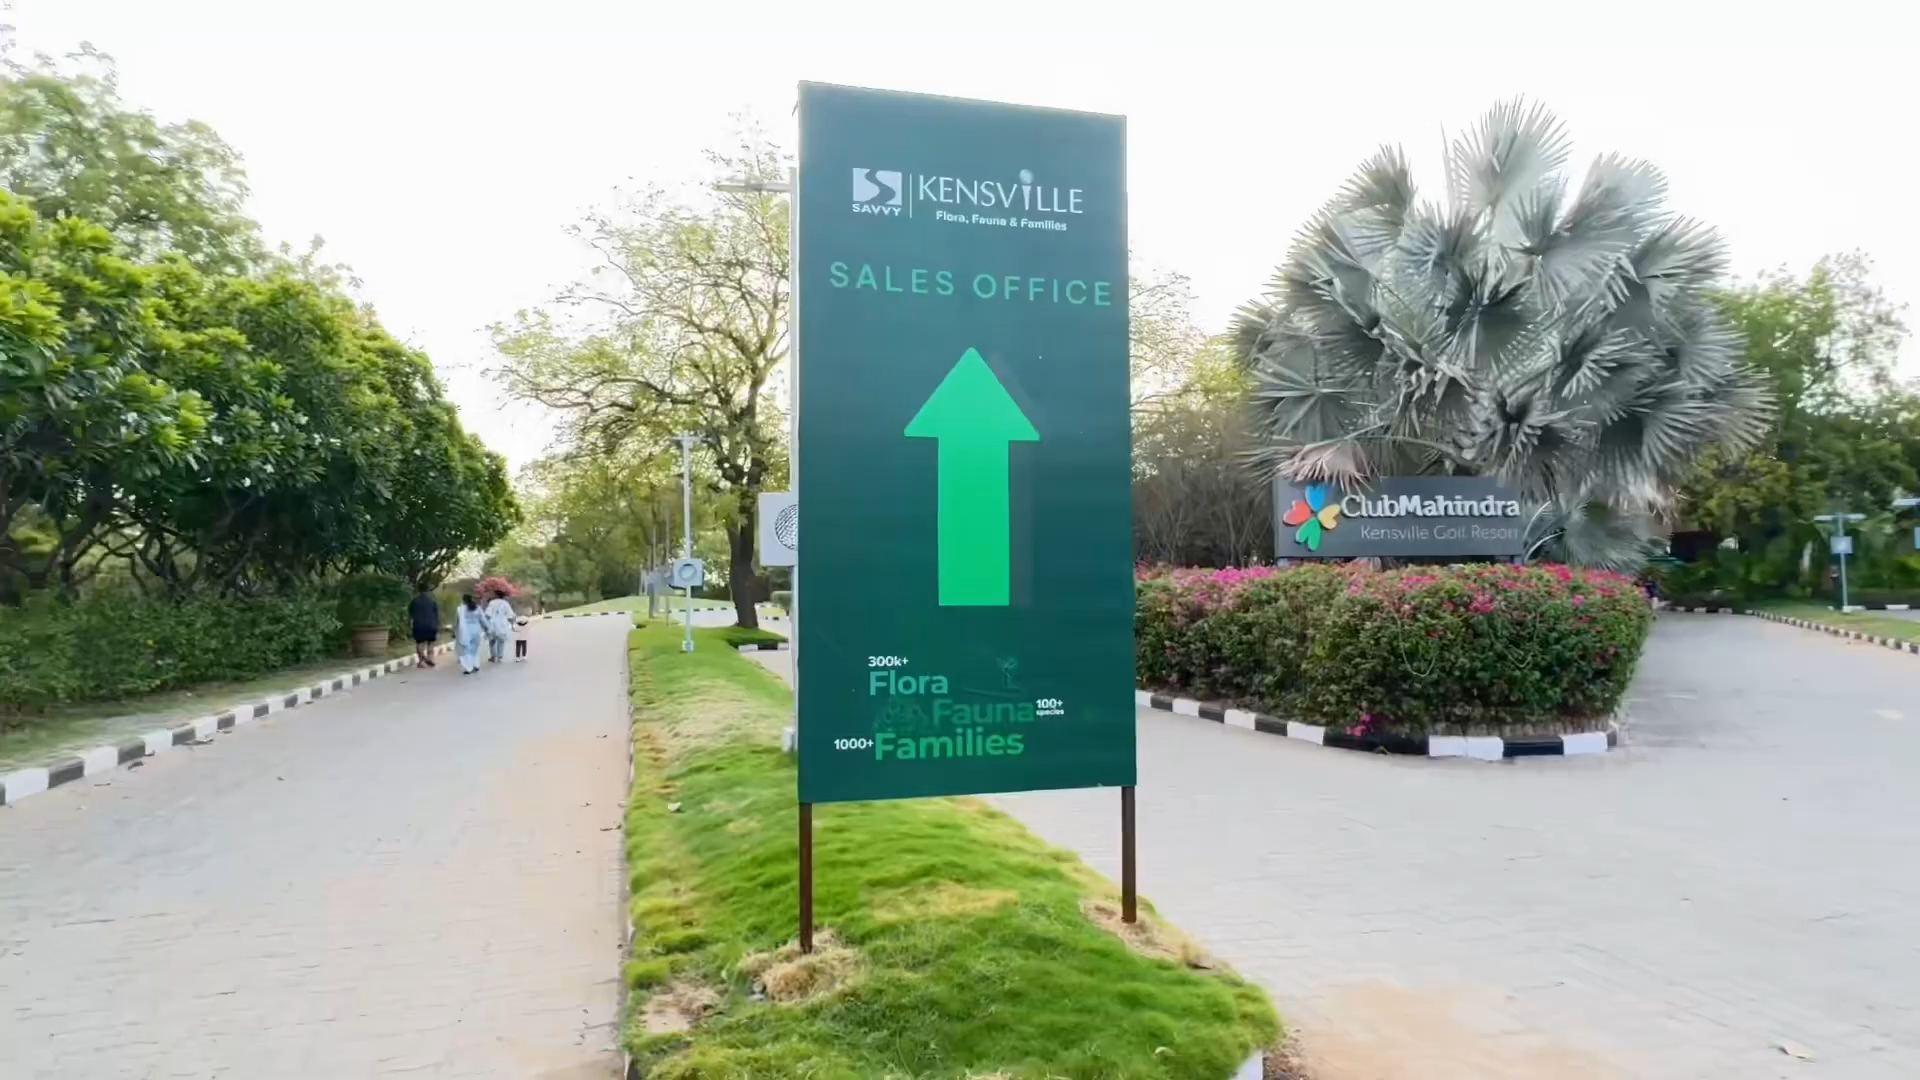 SAVVY
KENSVILLE
Flora, Fauna & Families
SALES OFFICE
300k+
Flora
Fauna
100+
species
1000+
Families
ClubMahindra
Kensville Golf Resort